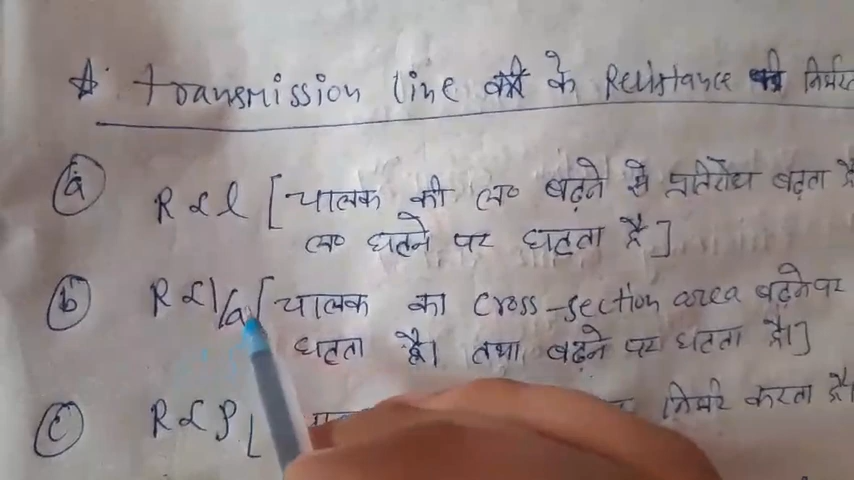 Transmission line के Resistance की निर्भर
(a) R ∝ l [चालक की ल० बढ़ने से प्रतिरोध बढ़ता है
ल० घटने पर घटता है]
(b) R ∝ 1/a [चालक का cross-section area बढ़ने पर
घटता है। तथा बढ़ने पर घटता है।]
(c) R ∝ ρ [ निर्भर करता है।